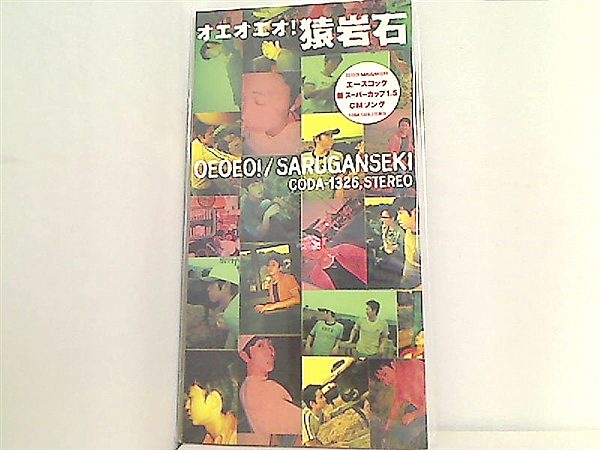 オエオエオ!猿岩石
エースコック
麺 スーパーカップ1.5
CMソング
OEOEO!/SARUGANSEKI
CODA-1326,STEREO